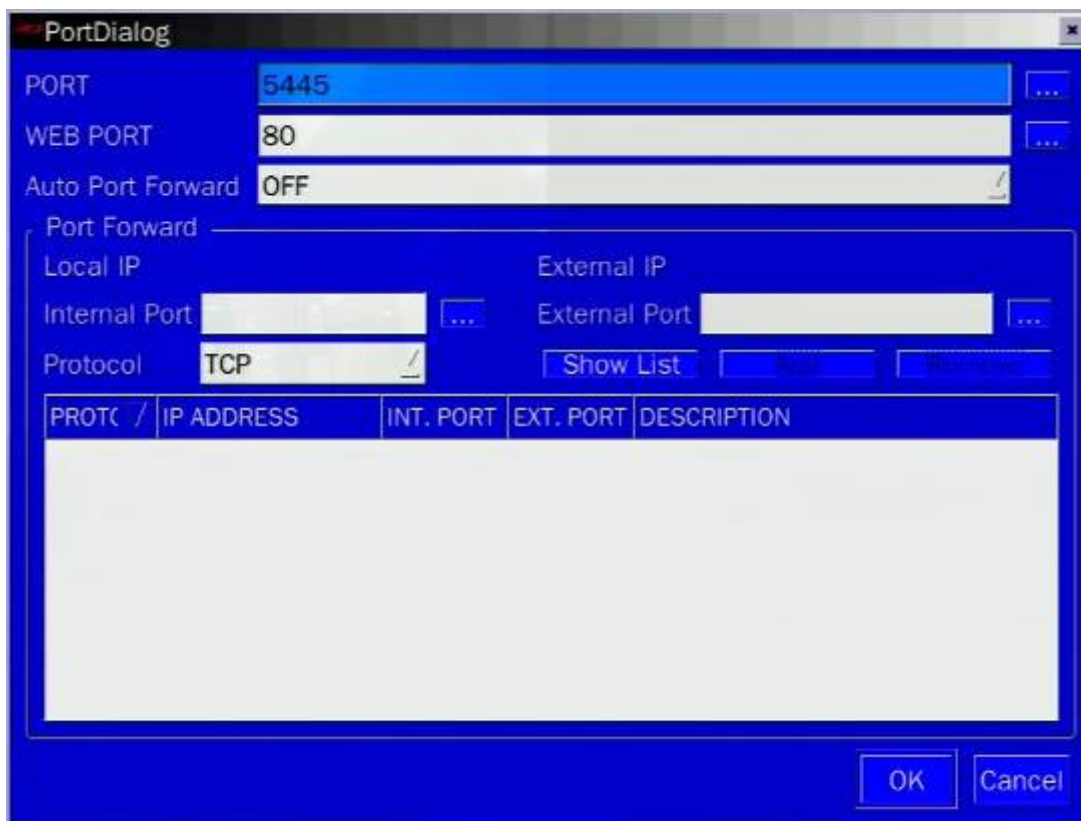 PortDialog
PORT 5445 ...
WEB PORT 80 ...
Auto Port Forward OFF
Port Forward
Local IP External IP
Internal Port ... External Port ...
Protocol TCP Show List
PROTO IP ADDRESS INT. PORT EXT. PORT DESCRIPTION
OK Cancel